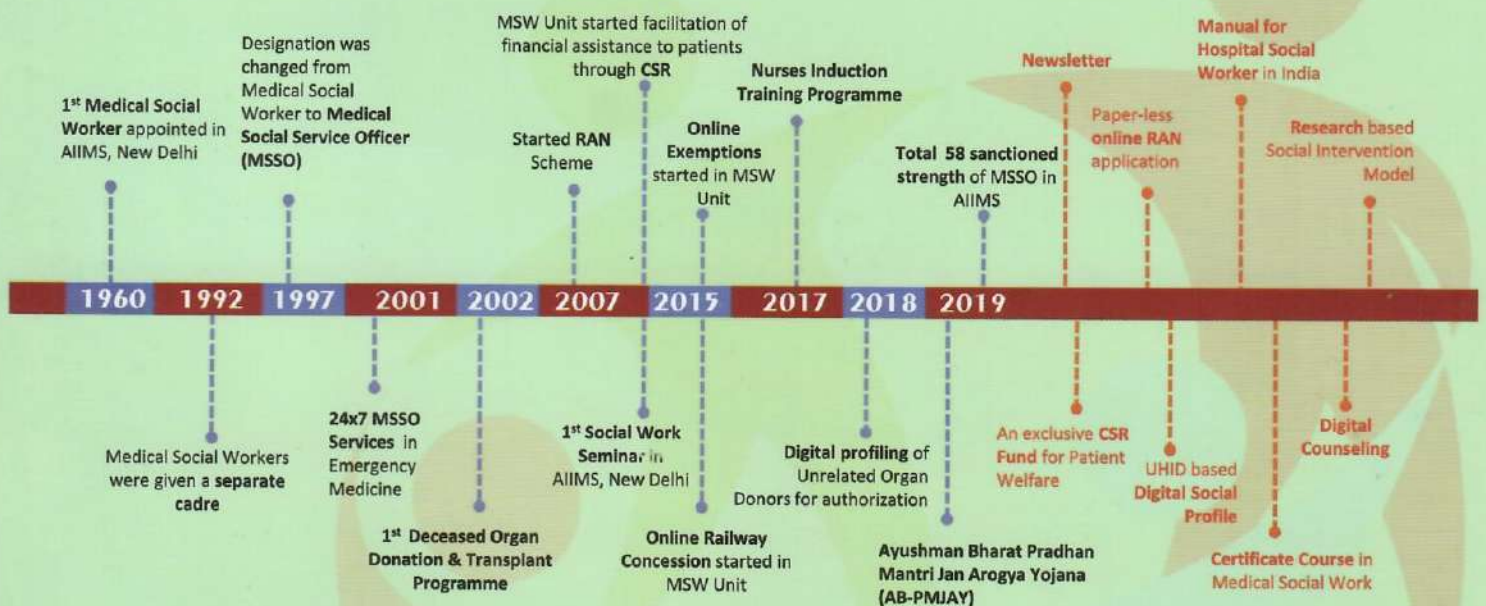 1st Medical Social
Worker appointed in
AIIMS, New Delhi
Designation was
changed from
Medical Social
Worker to Medical
Social Service Officer
(MSSO)
Started RAN
Scheme
MSW Unit started facilitation of
financial assistance to patients
through CSR
Online
Exemptions
started in MSW
Unit
Nurses Induction
Training Programme
Total 58 sanctioned
strength of MSSO in
AIIMS
Newsletter
Paper-less
online RAN
application
Manual for
Hospital Social
Worker in India
Research based
Social Intervention
Model
1960 1992 1997 2001 2002 2007 2015 2017 2018 2019
Medical Social Workers
were given a separate
cadre
24x7 MSSO
Services in
Emergency
Medicine
1st Deceased Organ
Donation & Transplant
Programme
1st Social Work
Seminar in
AIIMS, New Delhi
Online Railway
Concession started in
MSW Unit
Digital profiling of
Unrelated Organ
Donors for authorization
Ayushman Bharat Pradhan
Mantri Jan Arogya Yojana
(AB-PMJAY)
An exclusive CSR
Fund for Patient
Welfare
UHID based
Digital Social
Profile
Certificate Course in
Medical Social Work
Digital
Counseling